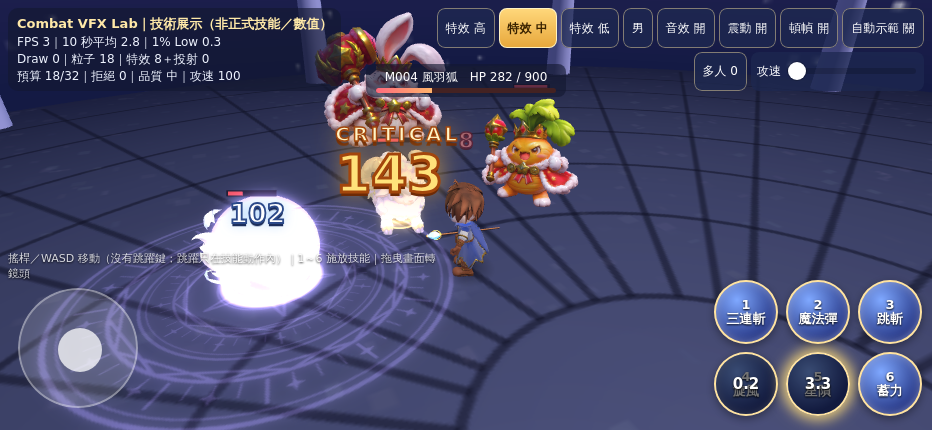 Combat VFX Lab｜技術展示（非正式技能／數值）
FPS 3｜10 秒平均 2.8｜1% Low 0.3
Draw 0｜粒子 18｜特效 8＋投射 0
預算 18/32｜拒絕 0｜品質 中｜攻速 100
特效 高
特效 中
特效 低
男
音效 開
震動 開
頓幀 開
自動示範 關
多人 0
攻速
M004 風羽狐 HP 282 / 900
CRITICAL
8
143
102
搖桿／WASD 移動（沒有跳躍鍵；跳躍只在技能動作內）｜1～6 施放技能｜拖曳畫面轉
鏡頭
1
三連斬
2
魔法彈
3
跳斬
4
0.2
旋風
5
3.3
星隕
6
蓄力